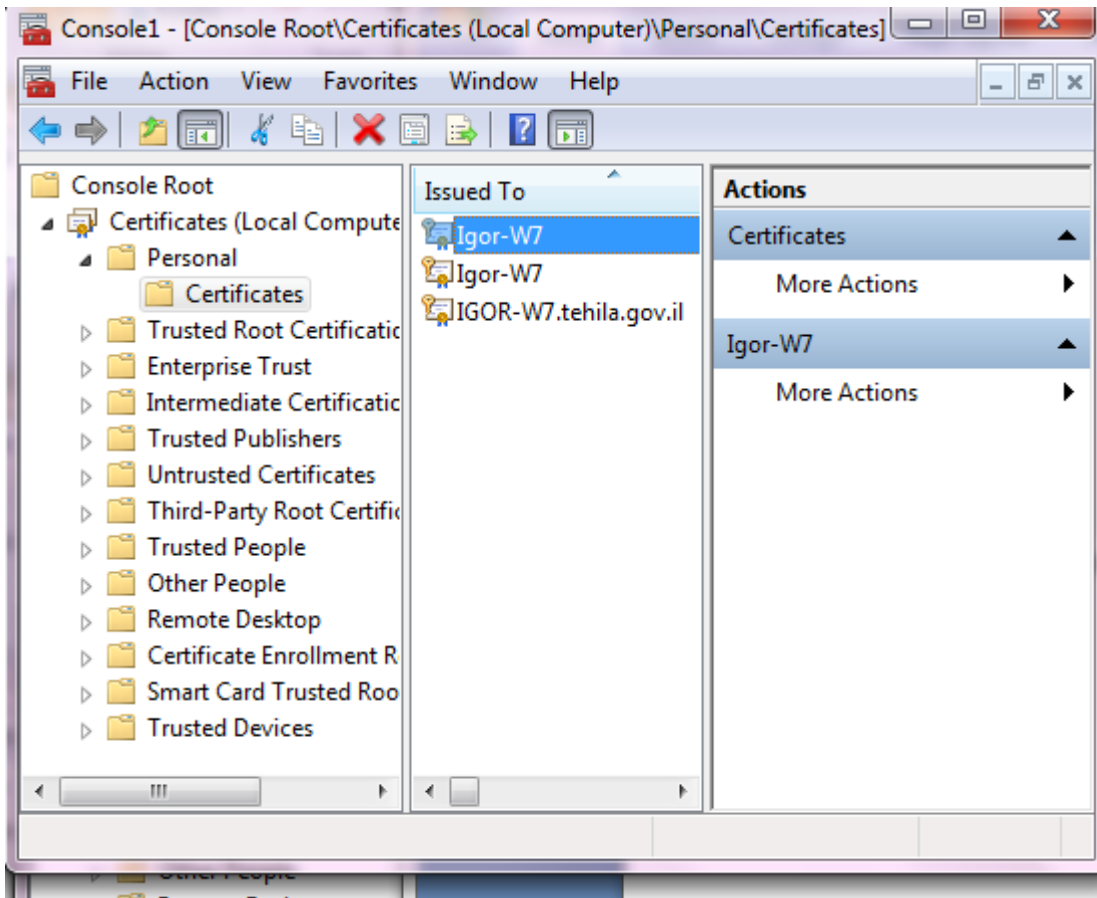 Console1 - [Console Root\Certificates (Local Computer)\Personal\Certificates]
File Action View Favorites Window Help
Console Root
Certificates (Local Compute
Personal
Certificates
Trusted Root Certificatic
Enterprise Trust
Intermediate Certificatic
Trusted Publishers
Untrusted Certificates
Third-Party Root Certific
Trusted People
Other People
Remote Desktop
Certificate Enrollment R
Smart Card Trusted Roo
Trusted Devices
Issued To
Igor-W7
Igor-W7
IGOR-W7.tehila.gov.il
Actions
Certificates
More Actions
Igor-W7
More Actions
Other People